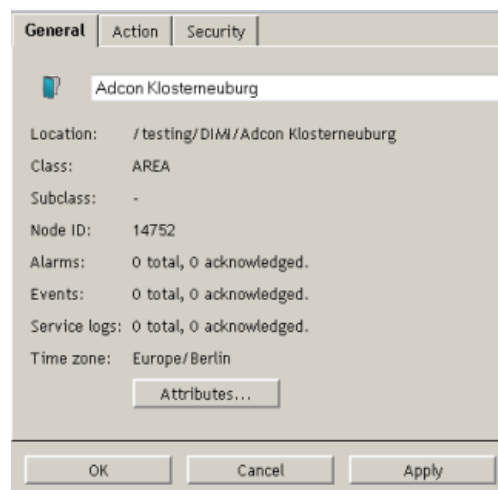 General Action Security
Adcon Klosterneuburg
Location: /testing/DIMI/Adcon Klosterneuburg
Class: AREA
Subclass: -
Node ID: 14752
Alarms: 0 total, 0 acknowledged.
Events: 0 total, 0 acknowledged.
Service logs: 0 total, 0 acknowledged.
Time zone: Europe/Berlin
Attributes...
OK Cancel Apply